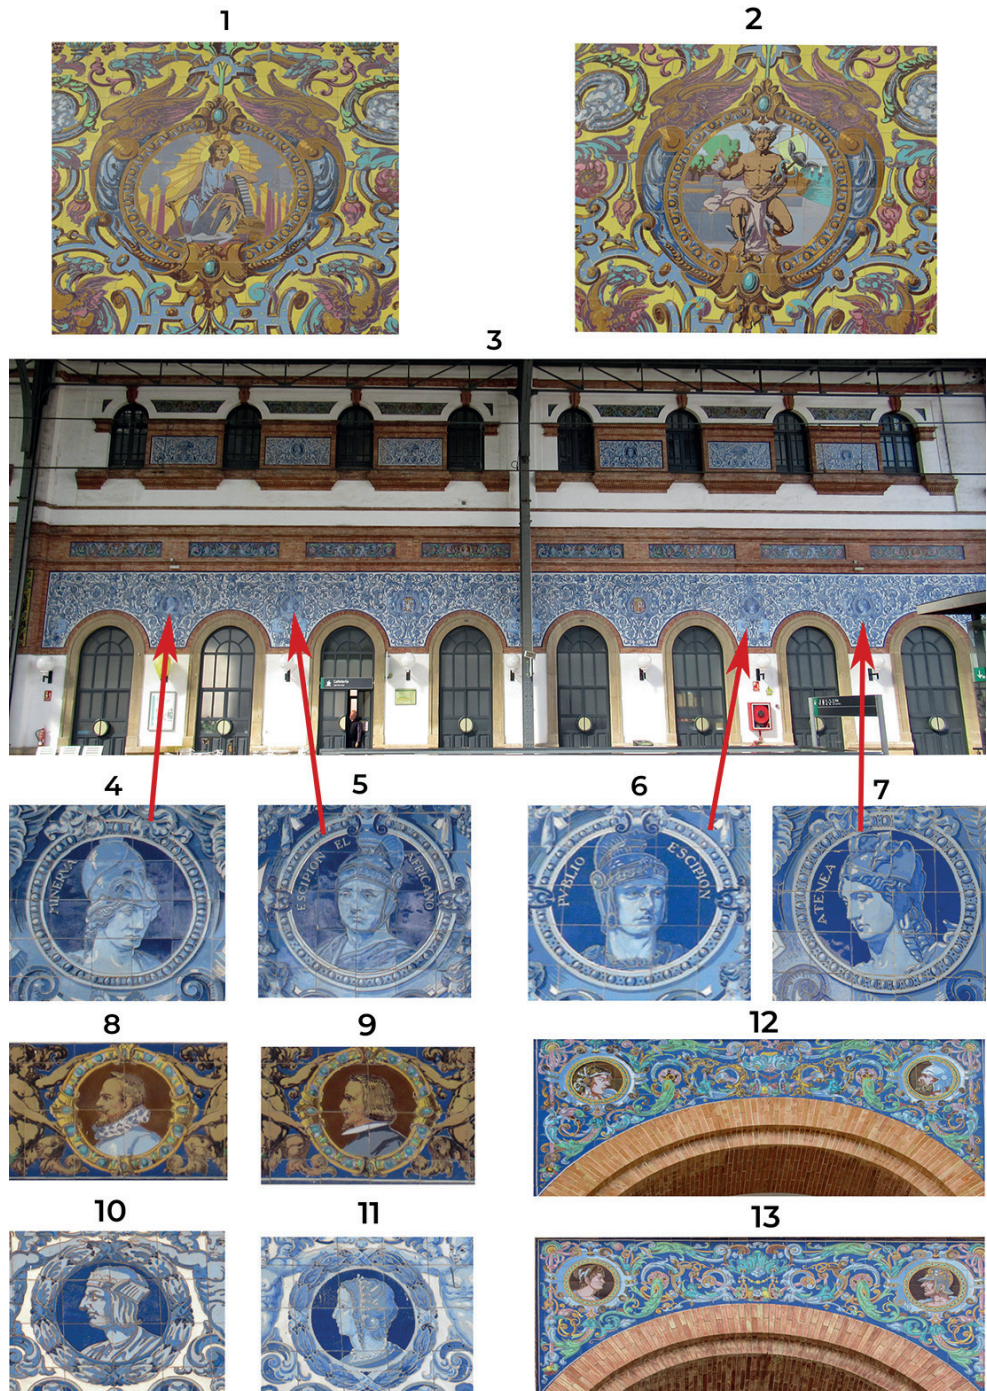 1
2
3
Cafetería
4
5
6
7
MINERVA
ESCIPION EL AFRICANO
PVBLIO ESCIPION
ATENEA
8
9
12
10
11
13